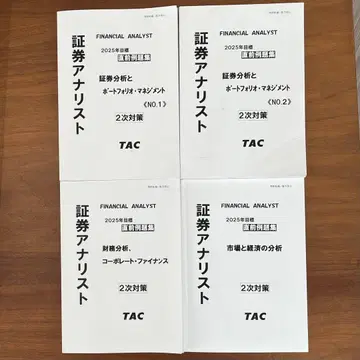 証券アナリスト
FINANCIAL ANALYST
2025年目標
直前例題集
証券分析と
ポートフォリオ・マネジメント
《NO.1》
2次対策
TAC
証券アナリスト
FINANCIAL ANALYST
2025年目標
直前例題集
証券分析と
ポートフォリオ・マネジメント
《NO.2》
2次対策
TAC
証券アナリスト
FINANCIAL ANALYST
2025年目標
直前例題集
財務分析、
コーポレート・ファイナンス
2次対策
TAC
証券アナリスト
FINANCIAL ANALYST
2025年目標
直前例題集
市場と経済の分析
2次対策
TAC